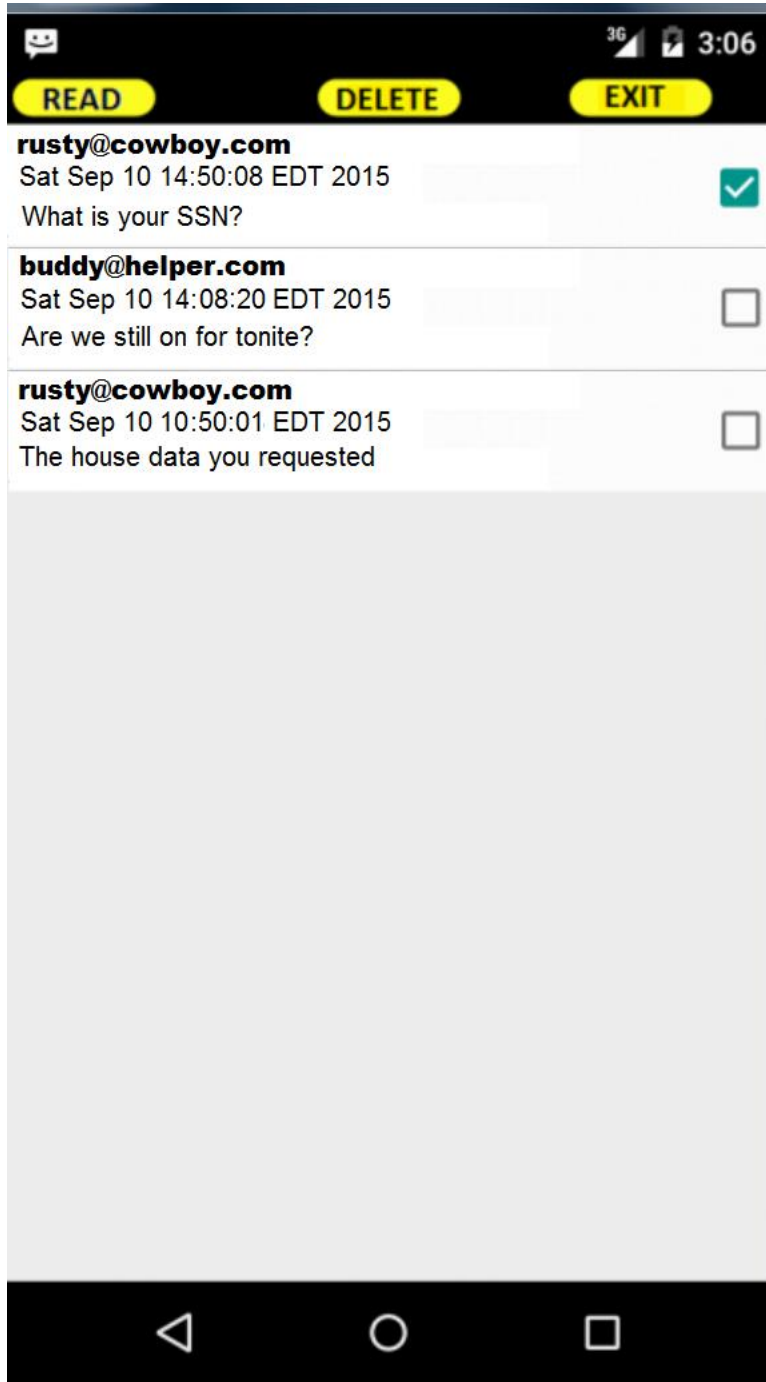 3G 3:06
READ DELETE EXIT
rusty@cowboy.com
Sat Sep 10 14:50:08 EDT 2015
What is your SSN?
buddy@helper.com
Sat Sep 10 14:08:20 EDT 2015
Are we still on for tonite?
rusty@cowboy.com
Sat Sep 10 10:50:01 EDT 2015
The house data you requested